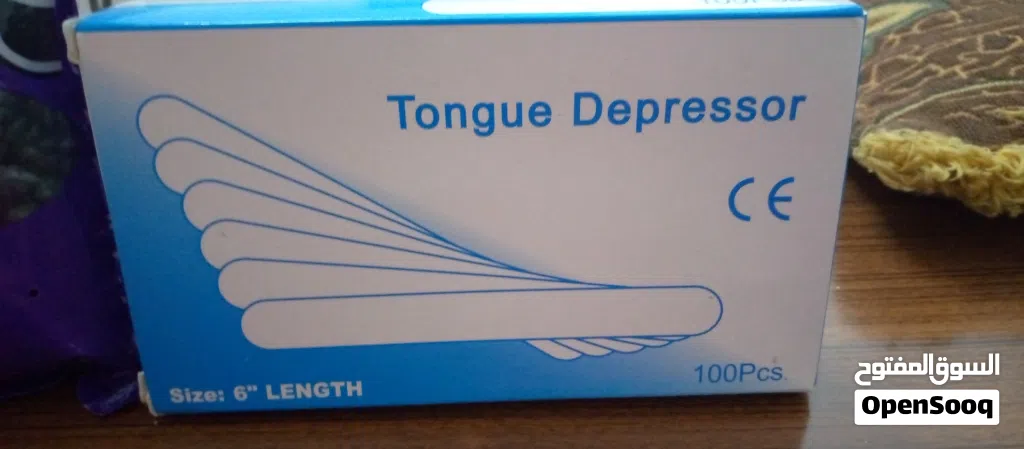 Tongue Depressor
CE
Size: 6" LENGTH
100Pcs.
السوق المفتوح
OpenSooq